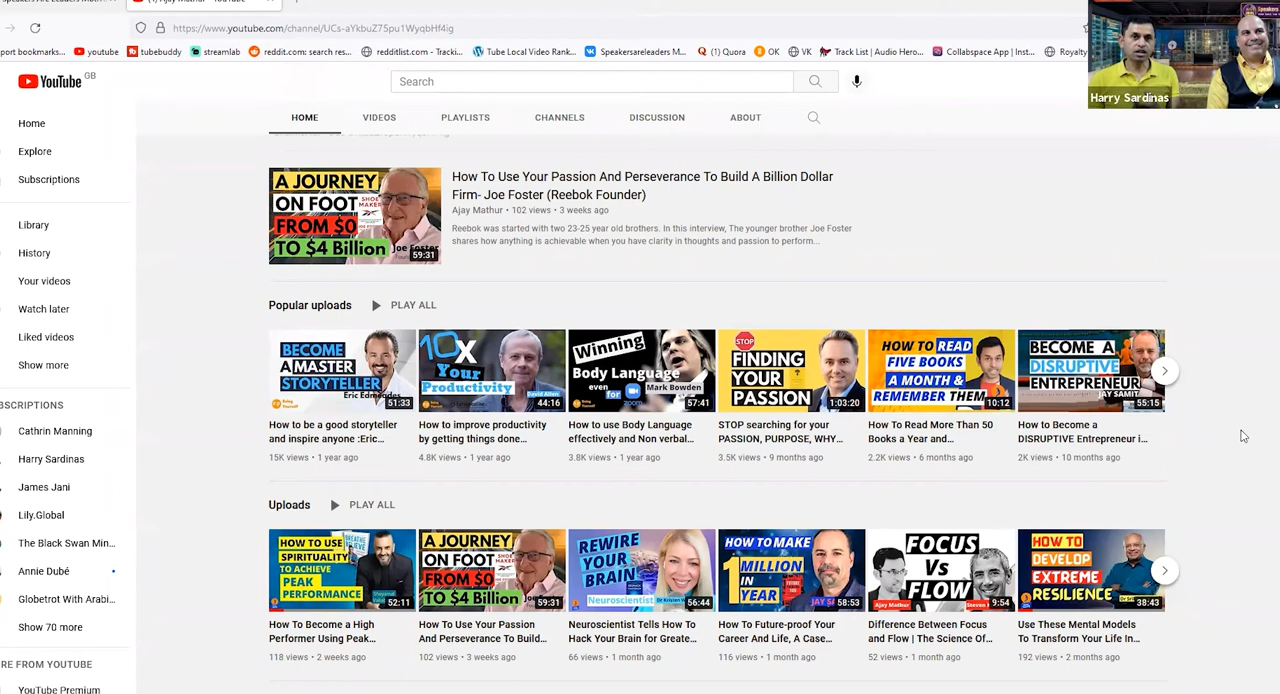 (1) Ajay Mathur - YouTube
https://www.youtube.com/channel/UCs-aYkbuZ75pu1WyqbHf4ig
port bookmarks...
youtube
tubebuddy
streamlab
reddit.com: search res...
redditlist.com - Tracki...
Tube Local Video Rank...
Speakersareleaders M...
Q (1) Quora
OK
VK
Track List | Audio Hero...
Collabspace App | Inst...
Royalty
Harry Sardinas
YouTube GB
Search
Home
Explore
Subscriptions
Library
History
Your videos
Watch later
Liked videos
Show more
BSCRIPTIONS
Cathrin Manning
Harry Sardinas
James Jani
Lily.Global
The Black Swan Min...
Annie Dubé
Globetrot With Arabi...
Show 70 more
RE FROM YOUTUBE
YouTube Premium
HOME VIDEOS PLAYLISTS CHANNELS DISCUSSION ABOUT
A JOURNEY
ON FOOT
FROM $0
TO $4 Billion
SHOE
MAKER
Joe Foster
59:31
How To Use Your Passion And Perseverance To Build A Billion Dollar
Firm- Joe Foster (Reebok Founder)
Ajay Mathur • 102 views • 3 weeks ago
Reebok was started with two 23-25 year old brothers. In this interview, The younger brother Joe Foster
shares how anything is achievable when you have clarity in thoughts and passion to perform...
Popular uploads PLAY ALL
BECOME
A MASTER
STORYTELLER
Eric Edmeades
51:33
How to be a good storyteller
and inspire anyone :Eric...
15K views • 1 year ago
10X
Your
Productivity
David Allen
44:16
How to improve productivity
by getting things done...
4.8K views • 1 year ago
Winning
Body Language
even
for
zoom
Mark Bowden
57:41
How to use Body Language
effectively and Non verbal...
3.8K views • 1 year ago
STOP
FINDING
YOUR
PASSION
1:03:20
STOP searching for your
PASSION, PURPOSE, WHY...
3.5K views • 9 months ago
HOW TO READ
FIVE BOOKS
A MONTH &
REMEMBER THEM
10:12
How To Read More Than 50
Books a Year and...
2.2K views • 6 months ago
BECOME A
DISRUPTIVE
ENTREPRENEUR
JAY SAMIT
55:15
How to Become a
DISRUPTIVE Entrepreneur i...
2K views • 10 months ago
Uploads PLAY ALL
HOW TO USE
SPIRITUALITY
TO ACHIEVE
PEAK
PERFORMANCE
52:11
How To Become a High
Performer Using Peak...
118 views • 2 weeks ago
A JOURNEY
ON FOOT
FROM $0
TO $4 Billion
59:31
How To Use Your Passion
And Perseverance To Build...
102 views • 3 weeks ago
REWIRE
YOUR
BRAIN
Neuroscientist
56:44
Neuroscientist Tells How To
Hack Your Brain for Greate...
66 views • 1 month ago
HOW TO MAKE
1 MILLION
IN
YEAR
58:53
How To Future-proof Your
Career And Life, A Case...
116 views • 1 month ago
FOCUS
Vs
FLOW
Ajay Mathur
9:54
Difference Between Focus
and Flow | The Science Of...
52 views • 1 month ago
HOW TO
DEVELOP
EXTREME
RESILIENCE
38:43
Use These Mental Models
To Transform Your Life In...
192 views • 2 months ago